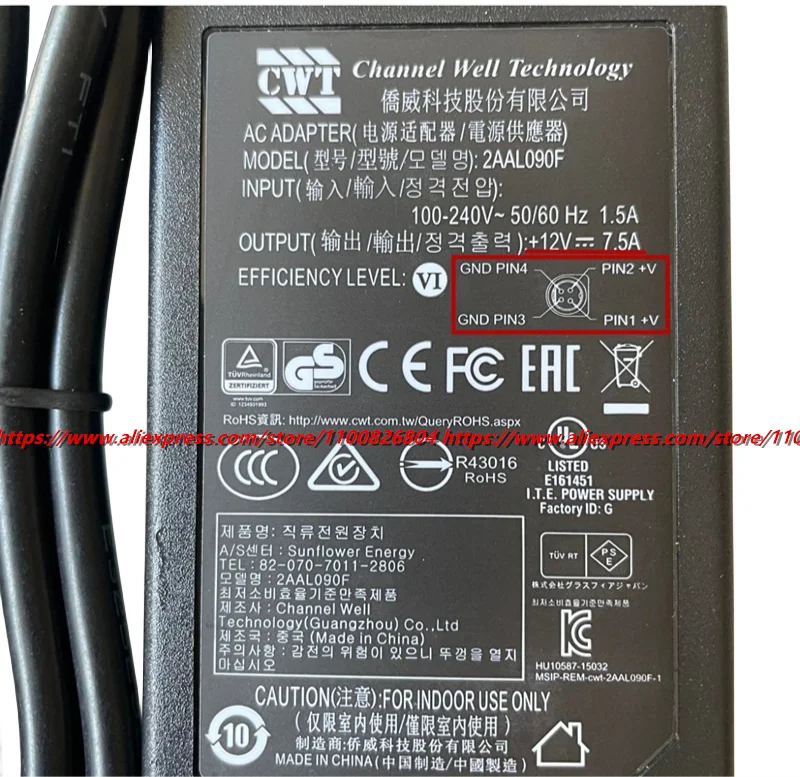 FTI
CWT Channel Well Technology
僑威科技股份有限公司
AC ADAPTER(电源适配器/電源供應器)
MODEL(型号/型號/모델명): 2AAL090F
INPUT(输入/輸入/정격전압):
100-240V~ 50/60 Hz 1.5A
OUTPUT(输出/輸出/정격출력):+12V 7.5A
EFFICIENCY LEVEL: VI
GND PIN4 PIN2 +V
GND PIN3 PIN1 +V
TÜVRheinland
ZERTIFIZIERT
GS
geprüfte
Sicherheit
CE FC EAC
www.tuv.com
ID 1234931993
RoHS資訊: http://www.cwt.com.tw/QueryROHS.aspx
https://www.aliexpress.com/store/1100826804 https://www.aliexpress.com/store/110
c UL US
LISTED
E161451
I.T.E. POWER SUPPLY
Factory ID: G
CCC
R43016
RoHS
TÜV RT
PSE
株式会社グラスフィアジャパン
제품명: 직류전원장치
A/S센터 : Sunflower Energy
TEL : 82-070-7011-2806
모델명 : 2AAL090F
최저소비효율기준만족제품
제조사 : Channel Well
Technology(Guangzhou) Co.,Ltd
제조국 : 중국 (Made in China)
주의사항 : 감전의 위험이 있으니 뚜껑을 열지
마십시오
최저소비효율기준만족제품
HU10587-15032
MSIP-REM-cwt-2AAL090F-1
CAUTION(注意):FOR INDOOR USE ONLY
(仅限室内使用/僅限室內使用)
10
制造商:侨威科技股份有限公司
MADE IN CHINA(中国制造/中國製造)